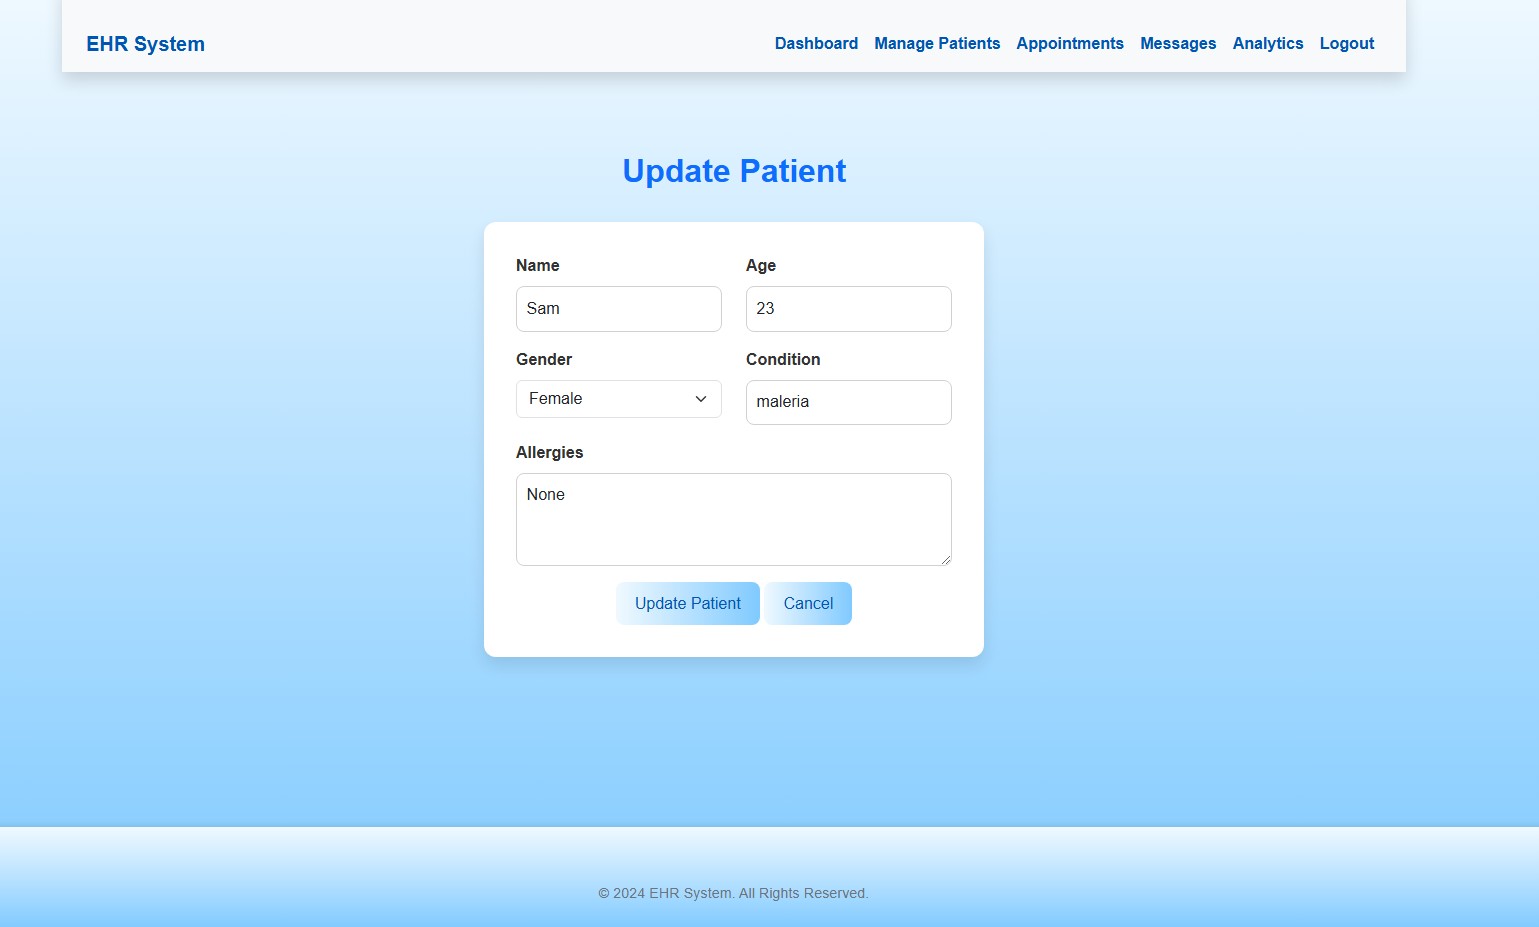 EHR System Dashboard Manage Patients Appointments Messages Analytics Logout
Update Patient
Name Age
Sam 23
Gender Condition
Female maleria
Allergies
None
Update Patient Cancel
© 2024 EHR System. All Rights Reserved.